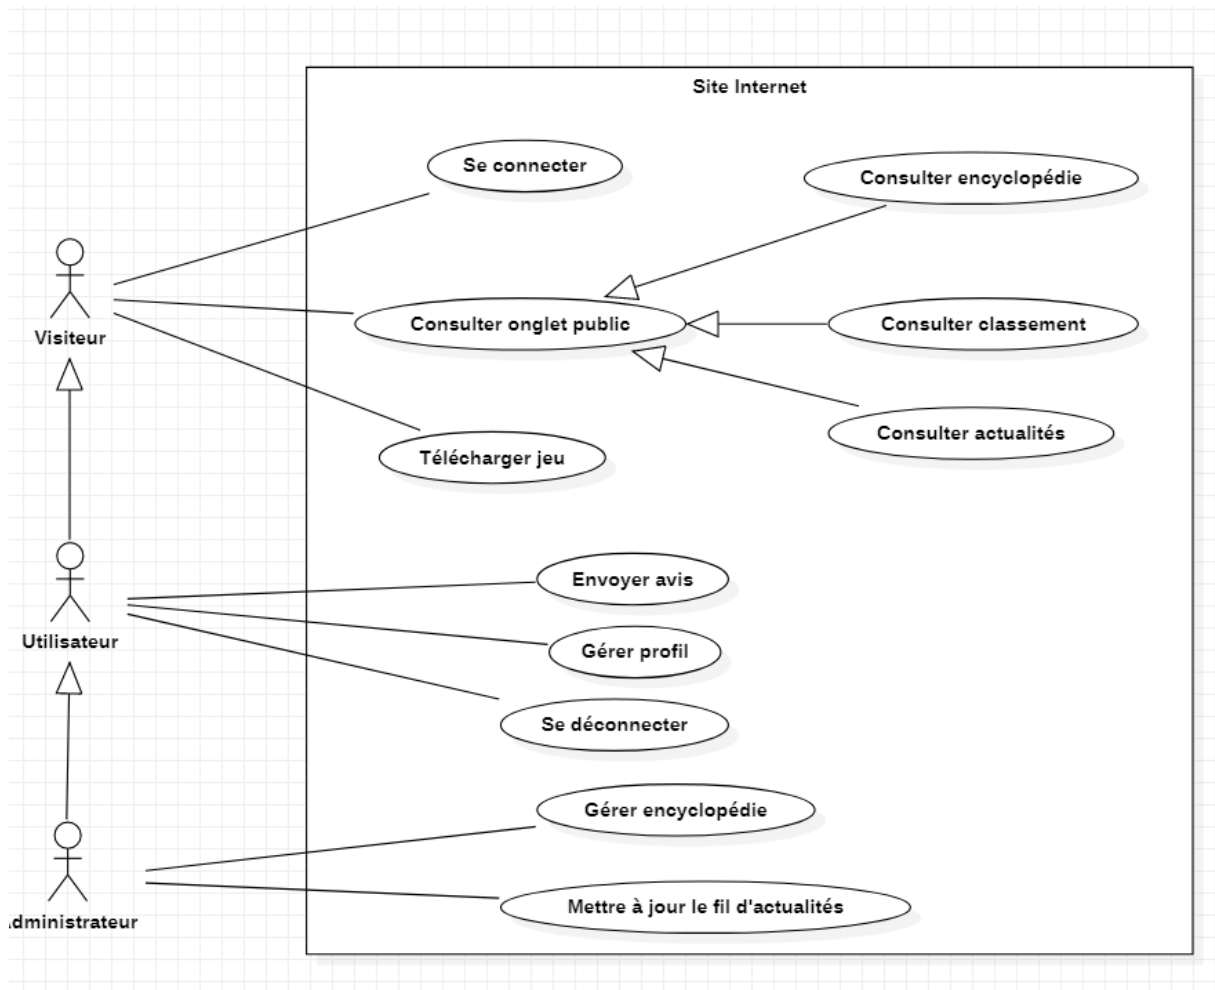 Site Internet
Se connecter
Consulter encyclopédie
Visiteur
Consulter onglet public
Consulter classement
Consulter actualités
Télécharger jeu
Utilisateur
Envoyer avis
Gérer profil
Se déconnecter
Gérer encyclopédie
dministrateur
Mettre à jour le fil d'actualités